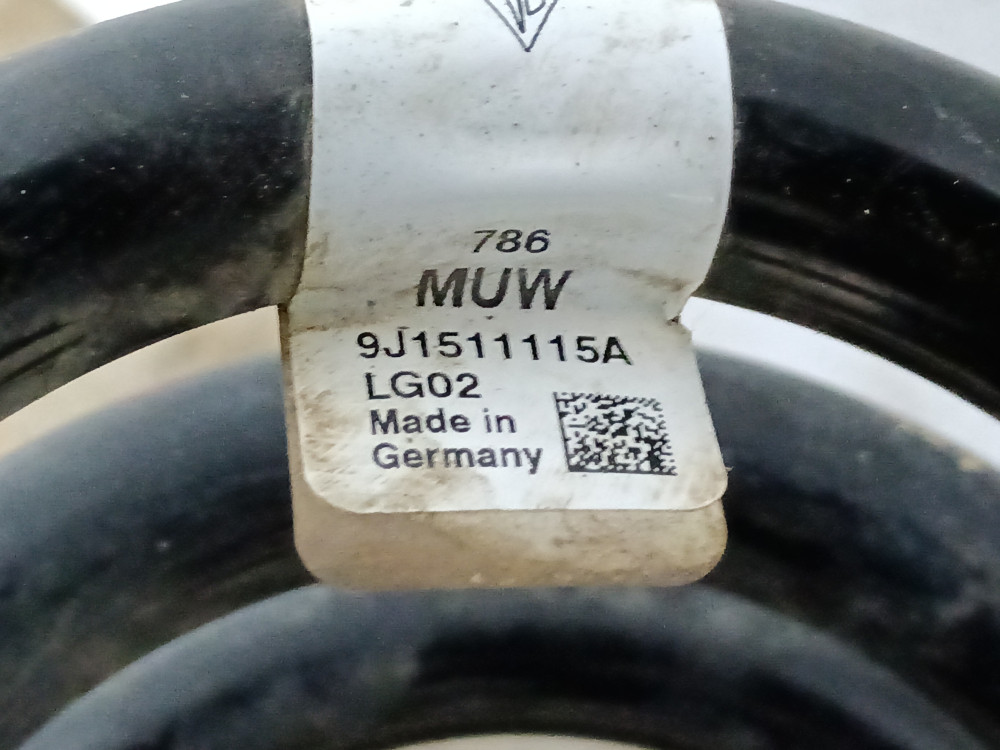 786
MUW
9J1511115A
LG02
Made in
Germany